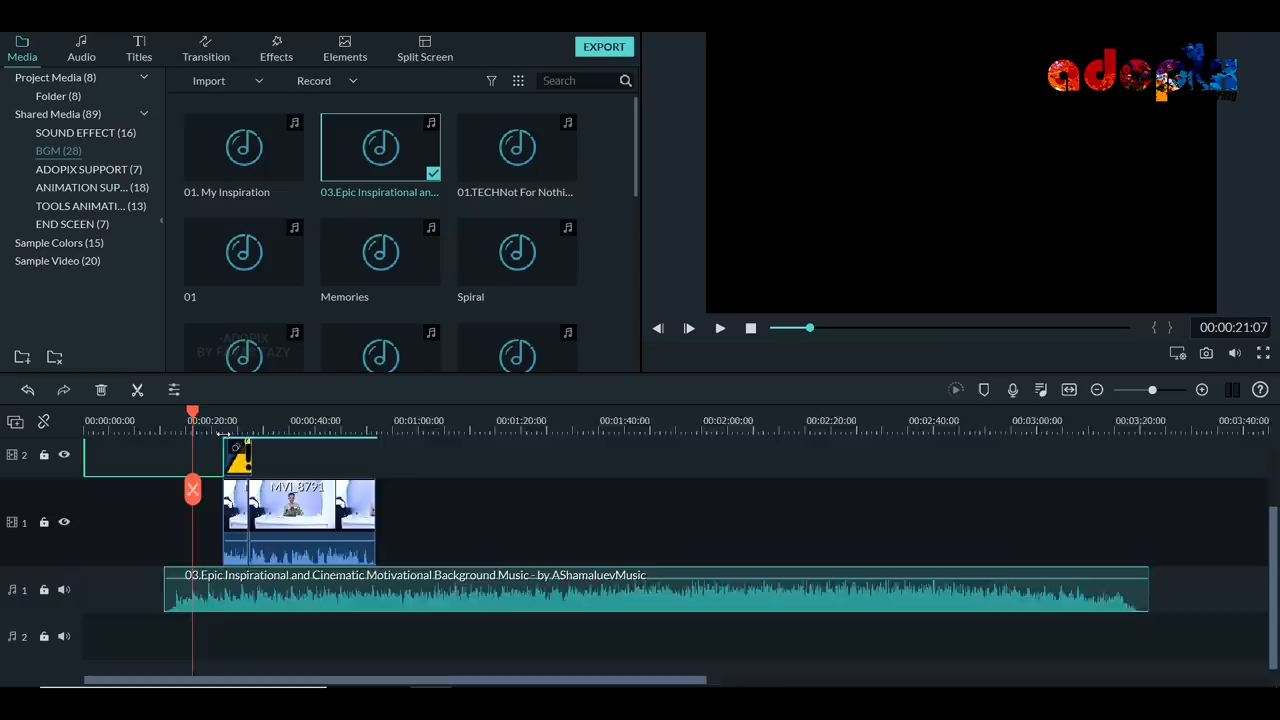 Media
Audio
Titles
Transition
Effects
Elements
Split Screen
EXPORT
Project Media (8)
Folder (8)
Shared Media (89)
SOUND EFFECT (16)
BGM (28)
ADOPIX SUPPORT (7)
ANIMATION SUP... (18)
TOOLS ANIMATI... (13)
END SCEEN (7)
Sample Colors (15)
Sample Video (20)
Import
Record
Search
01. My Inspiration
03.Epic Inspirational an...
01.TECHNot For Nothi...
01
Memories
Spiral
ADOPIX
adopix
00:00:21:07
00:00:00:00
00:00:20:00
00:00:40:00
00:01:00:00
00:01:20:00
00:01:40:00
00:02:00:00
00:02:20:00
00:02:40:00
00:03:00:00
00:03:20:00
00:03:40:00
2
1
MVI_8791
1
03.Epic Inspirational and Cinematic Motivational Background Music - by AShamaluevMusic
2